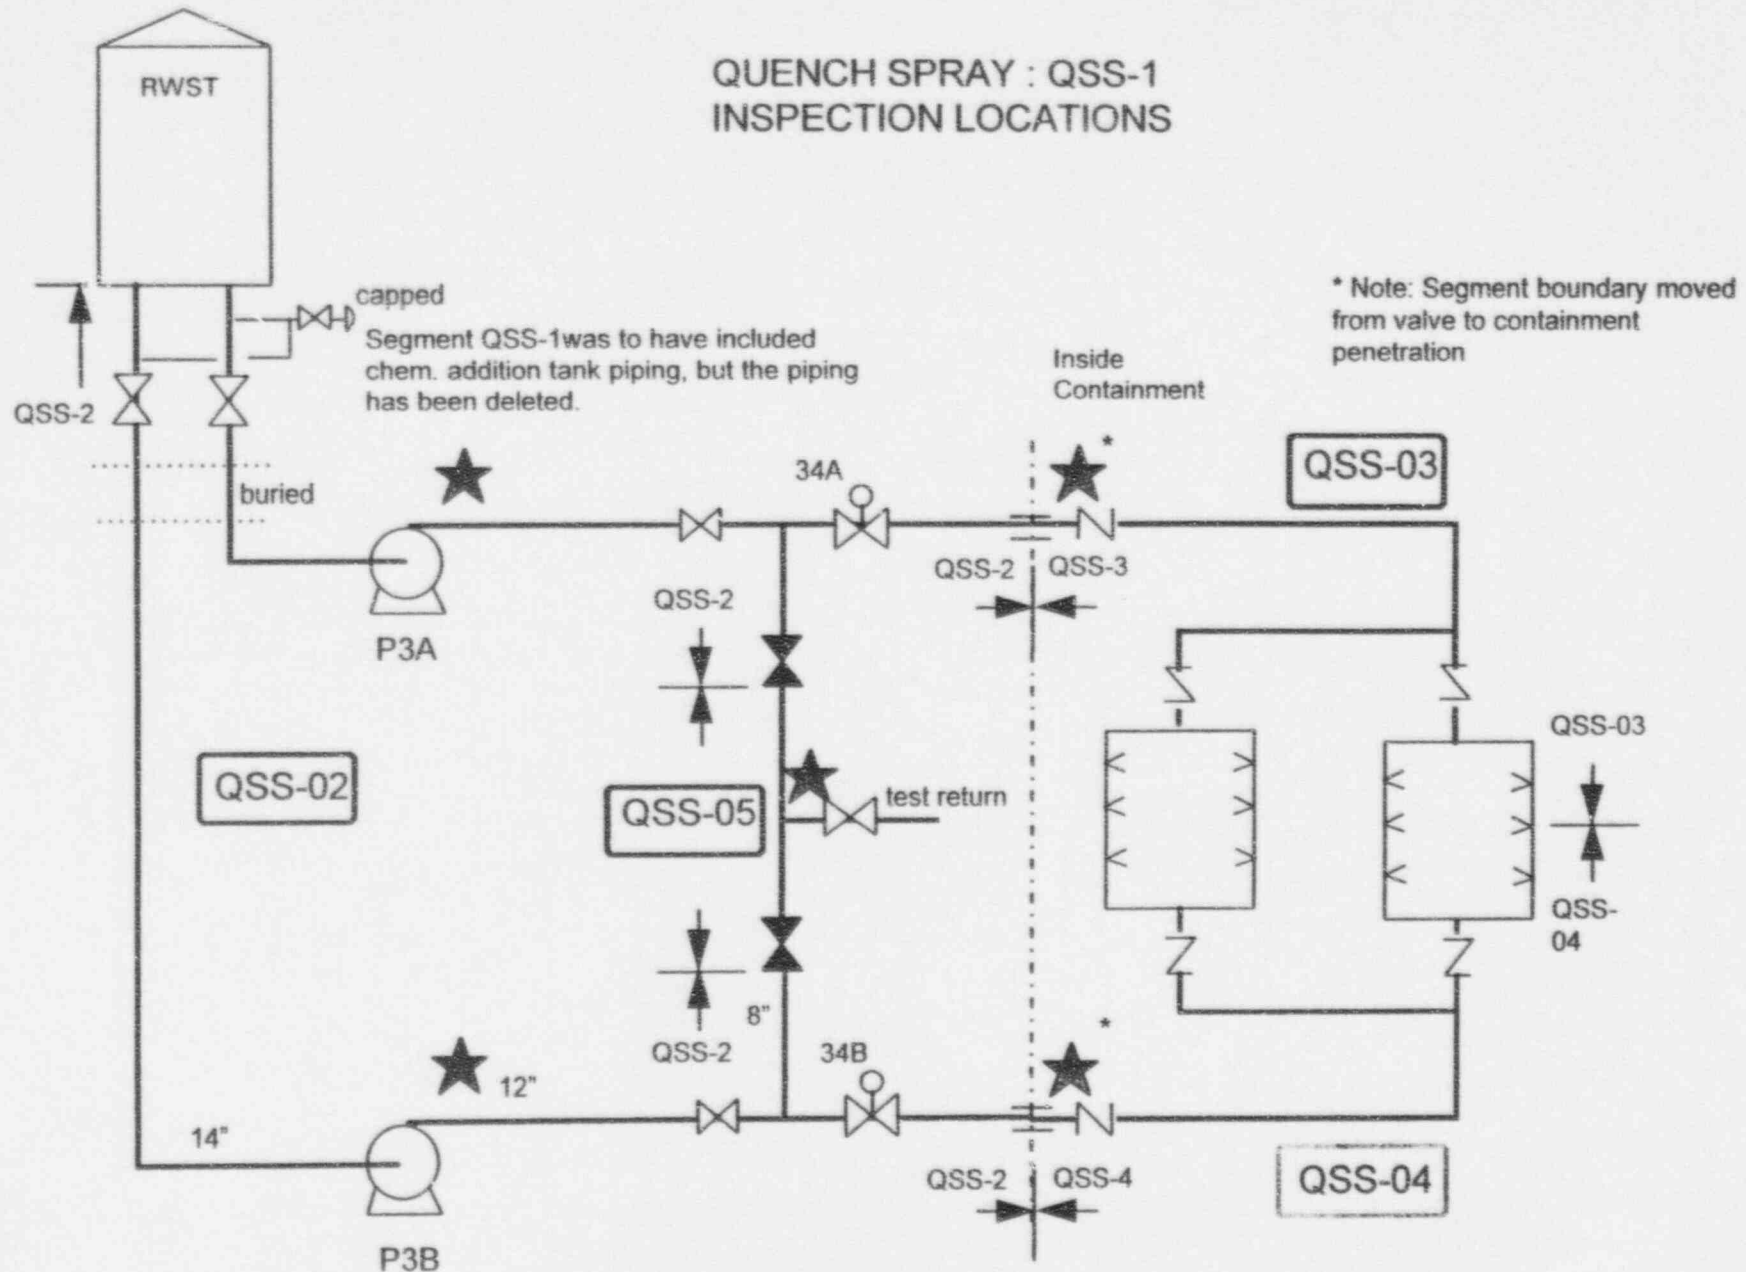 QUENCH SPRAY : QSS-1
INSPECTION LOCATIONS
RWST
capped
Segment QSS-1was to have included
chem. addition tank piping, but the piping
has been deleted.
* Note: Segment boundary moved
from valve to containment
penetration
Inside
Containment
QSS-2
buried
34A
*
QSS-03
QSS-2
QSS-3
QSS-2
P3A
QSS-03
QSS-02
QSS-05
test return
QSS-
04
8"
QSS-2
34B
*
12"
14"
QSS-2
QSS-4
QSS-04
P3B